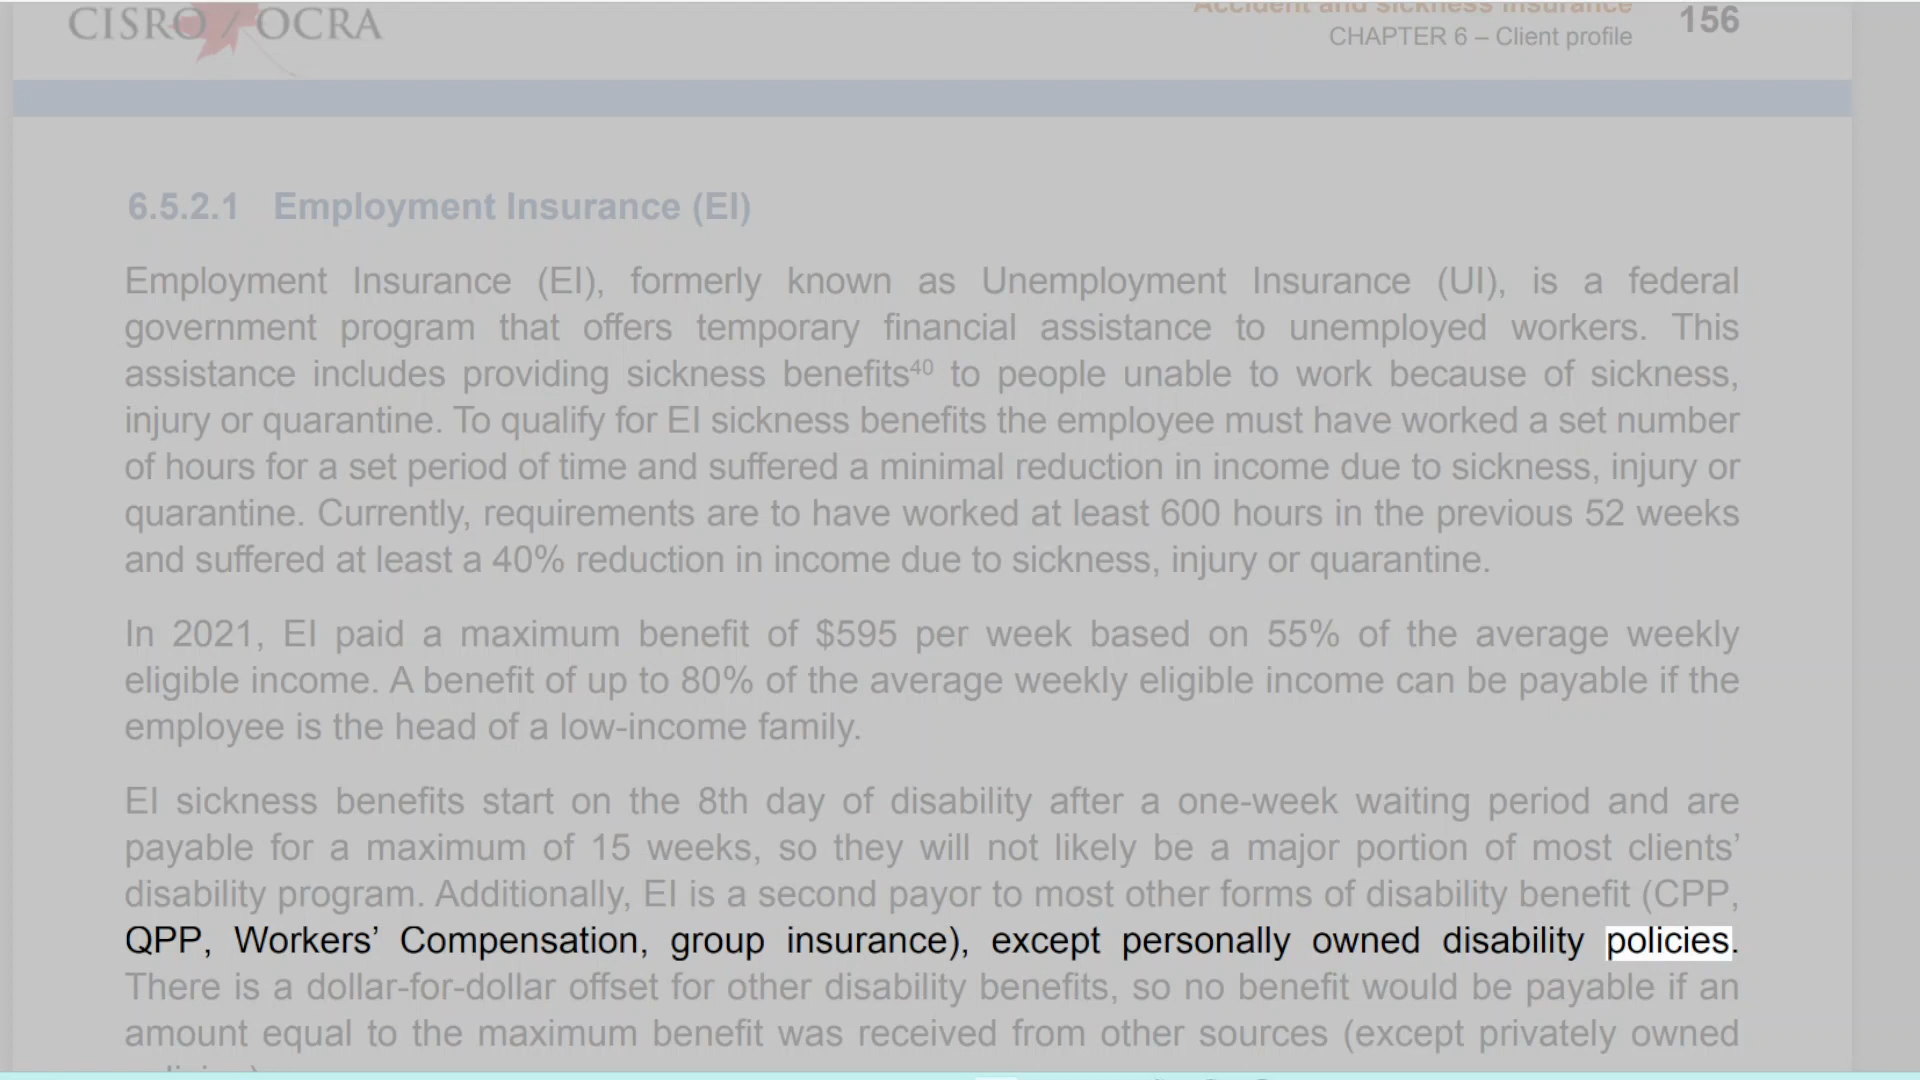 CISRO / OCRA
Accident and sickness insurance
156
CHAPTER 6 – Client profile
6.5.2.1 Employment Insurance (EI)
Employment Insurance (EI), formerly known as Unemployment Insurance (UI), is a federal
government program that offers temporary financial assistance to unemployed workers. This
assistance includes providing sickness benefits40 to people unable to work because of sickness,
injury or quarantine. To qualify for EI sickness benefits the employee must have worked a set number
of hours for a set period of time and suffered a minimal reduction in income due to sickness, injury or
quarantine. Currently, requirements are to have worked at least 600 hours in the previous 52 weeks
and suffered at least a 40% reduction in income due to sickness, injury or quarantine.
In 2021, EI paid a maximum benefit of $595 per week based on 55% of the average weekly
eligible income. A benefit of up to 80% of the average weekly eligible income can be payable if the
employee is the head of a low-income family.
EI sickness benefits start on the 8th day of disability after a one-week waiting period and are
payable for a maximum of 15 weeks, so they will not likely be a major portion of most clients’
disability program. Additionally, EI is a second payor to most other forms of disability benefit (CPP,
QPP, Workers’ Compensation, group insurance), except personally owned disability policies.
There is a dollar-for-dollar offset for other disability benefits, so no benefit would be payable if an
amount equal to the maximum benefit was received from other sources (except privately owned